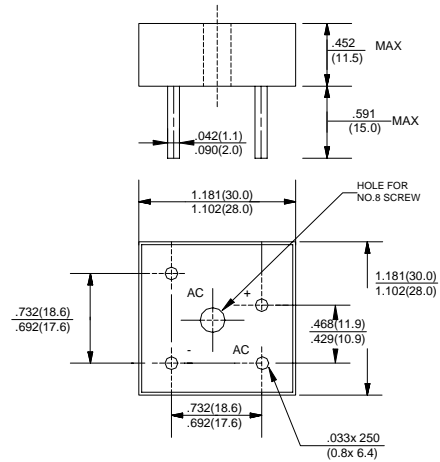 .452
(11.5)
MAX
.591
(15.0)
MAX
.042(1.1)
.090(2.0)
1.181(30.0)
1.102(28.0)
HOLE FOR
NO.8 SCREW
AC
+
1.181(30.0)
1.102(28.0)
.732(18.6)
.692(17.6)
.468(11.9)
.429(10.9)
-
AC
.732(18.6)
.692(17.6)
.033x 250
(0.8x 6.4)